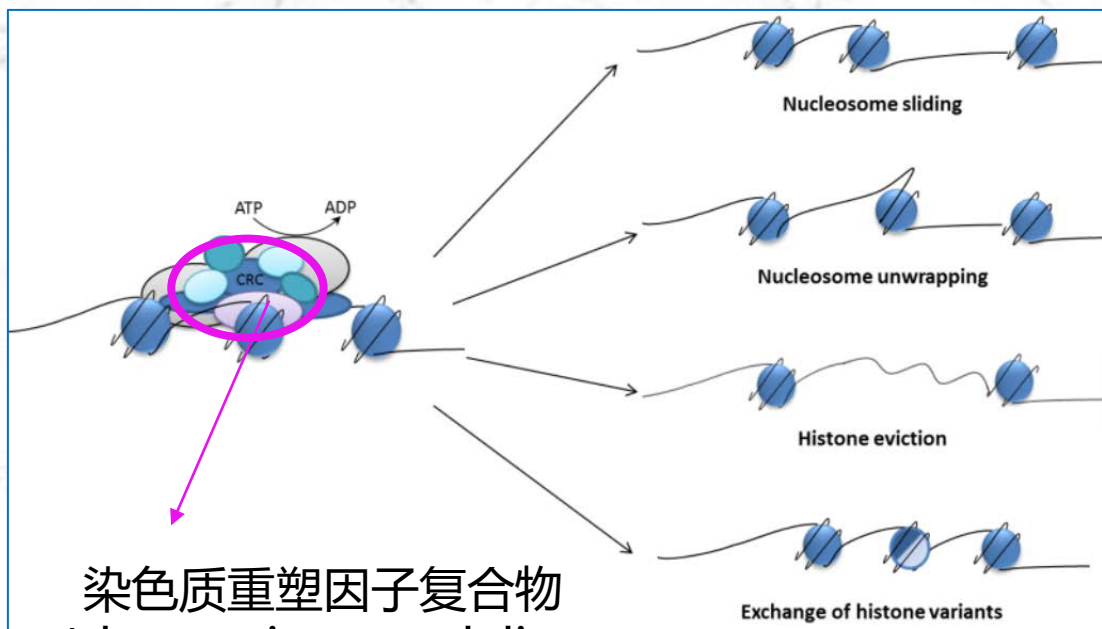 Nucleosome sliding
ATP
ADP
CRC
Nucleosome unwrapping
Histone eviction
染色质重塑因子复合物
Exchange of histone variants